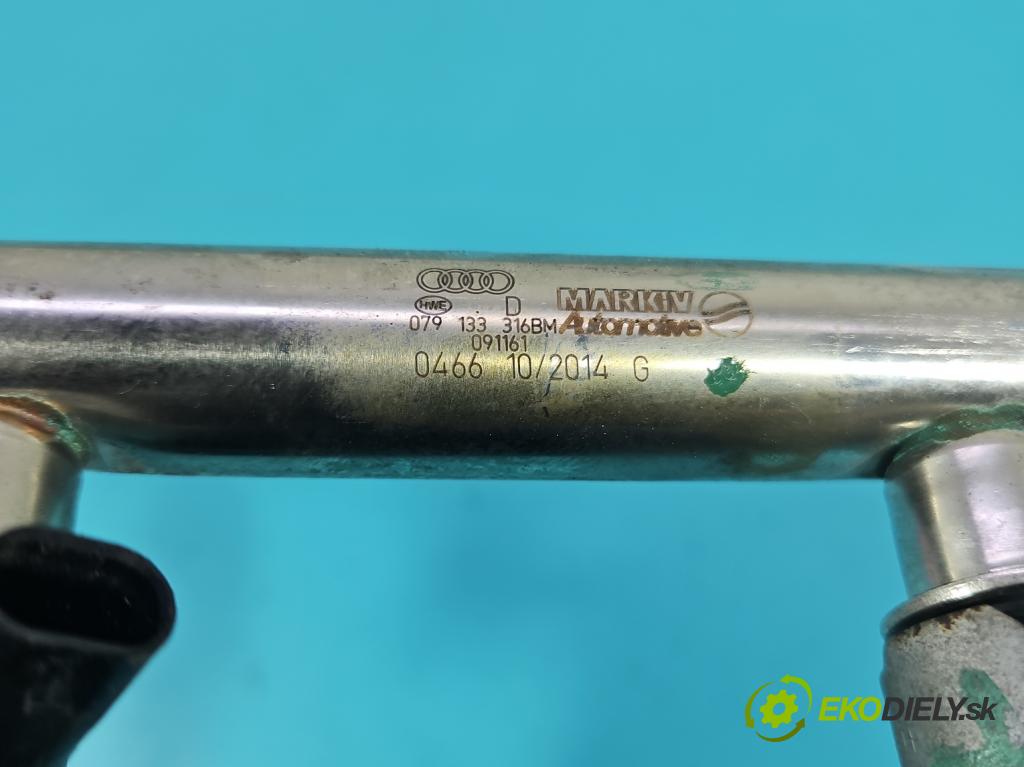 HWE D MARKIV
079 133 316BM Automotive
091161
0466 10/2014 G
EKODIELY.sk